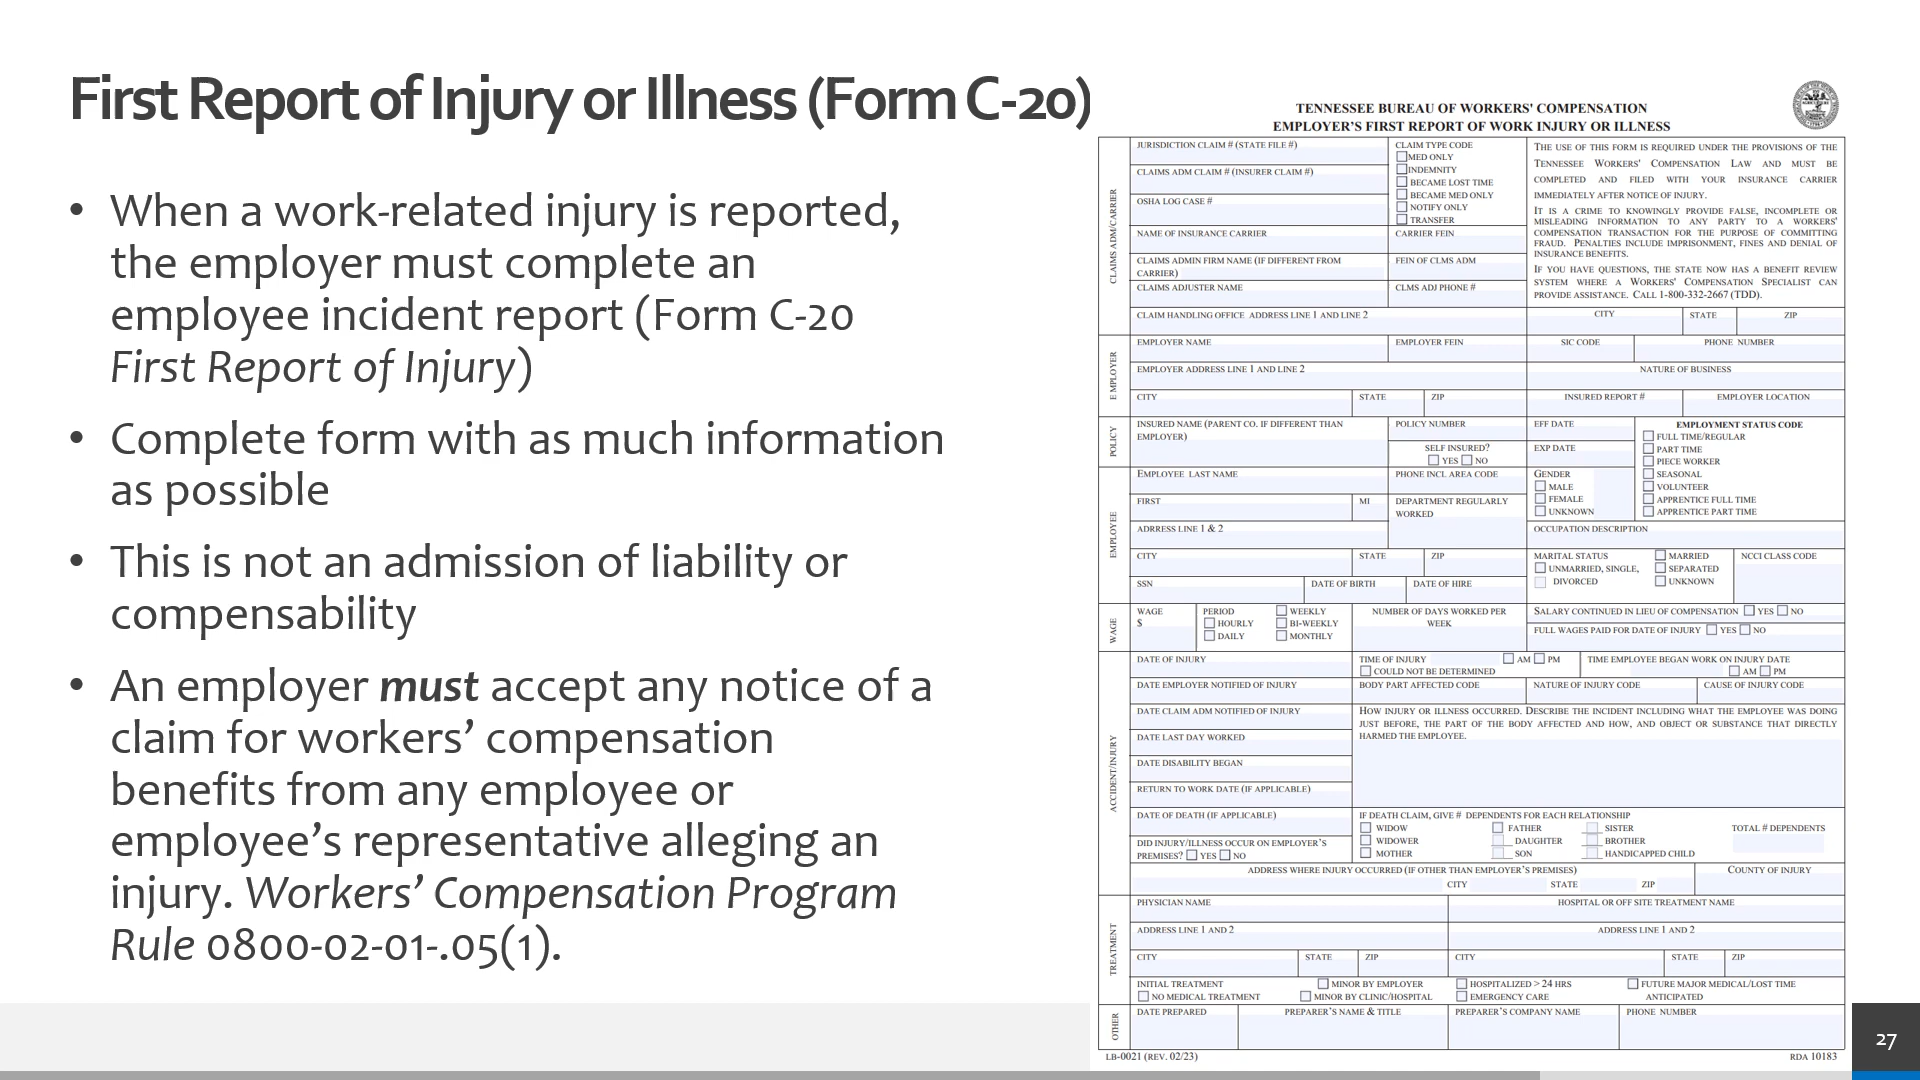 First Report of Injury or Illness (Form C-20)
• When a work-related injury is reported,
the employer must complete an
employee incident report (Form C-20
First Report of Injury)
• Complete form with as much information
as possible
• This is not an admission of liability or
compensability
• An employer must accept any notice of a
claim for workers’ compensation
benefits from any employee or
employee’s representative alleging an
injury. Workers’ Compensation Program
Rule 0800-02-01-.05(1).
TENNESSEE BUREAU OF WORKERS' COMPENSATION
EMPLOYER’S FIRST REPORT OF WORK INJURY OR ILLNESS
CLAIMS ADM/CARRIER
JURISDICTION CLAIM # (STATE FILE #)
CLAIMS ADM CLAIM # (INSURER CLAIM #)
OSHA LOG CASE #
NAME OF INSURANCE CARRIER
CLAIMS ADMIN FIRM NAME (IF DIFFERENT FROM
CARRIER)
CLAIMS ADJUSTER NAME
CLAIM TYPE CODE
MED ONLY
INDEMNITY
BECAME LOST TIME
BECAME MED ONLY
NOTIFY ONLY
TRANSFER
CARRIER FEIN
FEIN OF CLMS ADM
CLMS ADJ PHONE #
THE USE OF THIS FORM IS REQUIRED UNDER THE PROVISIONS OF THE
TENNESSEE WORKERS' COMPENSATION LAW AND MUST BE
COMPLETED AND FILED WITH YOUR INSURANCE CARRIER
IMMEDIATELY AFTER NOTICE OF INJURY.
IT IS A CRIME TO KNOWINGLY PROVIDE FALSE, INCOMPLETE OR
MISLEADING INFORMATION TO ANY PARTY TO A WORKERS'
COMPENSATION TRANSACTION FOR THE PURPOSE OF COMMITTING
FRAUD. PENALTIES INCLUDE IMPRISONMENT, FINES AND DENIAL OF
INSURANCE BENEFITS.
IF YOU HAVE QUESTIONS, THE STATE NOW HAS A BENEFIT REVIEW
SYSTEM WHERE A WORKERS' COMPENSATION SPECIALIST CAN
PROVIDE ASSISTANCE. CALL 1-800-332-2667 (TDD).
CLAIM HANDLING OFFICE ADDRESS LINE 1 AND LINE 2 CITY STATE ZIP
EMPLOYER
EMPLOYER NAME EMPLOYER FEIN SIC CODE PHONE NUMBER
EMPLOYER ADDRESS LINE 1 AND LINE 2 NATURE OF BUSINESS
CITY STATE ZIP INSURED REPORT # EMPLOYER LOCATION
POLICY
INSURED NAME (PARENT CO. IF DIFFERENT THAN
EMPLOYER)
POLICY NUMBER
SELF INSURED?
YES NO
EFF DATE
EXP DATE
EMPLOYMENT STATUS CODE
FULL TIME/REGULAR
PART TIME
PIECE WORKER
SEASONAL
VOLUNTEER
APPRENTICE FULL TIME
APPRENTICE PART TIME
EMPLOYEE
EMPLOYEE LAST NAME PHONE INCL AREA CODE
GENDER
MALE
FEMALE
UNKNOWN
FIRST MI DEPARTMENT REGULARLY
WORKED
ADRRESS LINE 1 & 2 OCCUPATION DESCRIPTION
CITY STATE ZIP
MARITAL STATUS
UNMARRIED, SINGLE,
DIVORCED
MARRIED
SEPARATED
UNKNOWN
NCCI CLASS CODE
SSN DATE OF BIRTH DATE OF HIRE
WAGE
WAGE
$
PERIOD
HOURLY
DAILY
WEEKLY
BI-WEEKLY
MONTHLY
NUMBER OF DAYS WORKED PER
WEEK
SALARY CONTINUED IN LIEU OF COMPENSATION YES NO
FULL WAGES PAID FOR DATE OF INJURY YES NO
ACCIDENT/INJURY
DATE OF INJURY
TIME OF INJURY AM PM
COULD NOT BE DETERMINED
TIME EMPLOYEE BEGAN WORK ON INJURY DATE
AM PM
DATE EMPLOYER NOTIFIED OF INJURY BODY PART AFFECTED CODE NATURE OF INJURY CODE CAUSE OF INJURY CODE
DATE CLAIM ADM NOTIFIED OF INJURY
DATE LAST DAY WORKED
DATE DISABILITY BEGAN
RETURN TO WORK DATE (IF APPLICABLE)
HOW INJURY OR ILLNESS OCCURRED. DESCRIBE THE INCIDENT INCLUDING WHAT THE EMPLOYEE WAS DOING
JUST BEFORE, THE PART OF THE BODY AFFECTED AND HOW, AND OBJECT OR SUBSTANCE THAT DIRECTLY
HARMED THE EMPLOYEE.
DATE OF DEATH (IF APPLICABLE)
DID INJURY/ILLNESS OCCUR ON EMPLOYER’S
PREMISES? YES NO
IF DEATH CLAIM, GIVE # DEPENDENTS FOR EACH RELATIONSHIP
WIDOW FATHER SISTER TOTAL # DEPENDENTS
WIDOWER DAUGHTER BROTHER
MOTHER SON HANDICAPPED CHILD
ADDRESS WHERE INJURY OCCURRED (IF OTHER THAN EMPLOYER’S PREMISES)
CITY STATE ZIP
COUNTY OF INJURY
TREATMENT
PHYSICIAN NAME HOSPITAL OR OFF SITE TREATMENT NAME
ADDRESS LINE 1 AND 2 ADDRESS LINE 1 AND 2
CITY STATE ZIP CITY STATE ZIP
INITIAL TREATMENT MINOR BY EMPLOYER HOSPITALIZED > 24 HRS FUTURE MAJOR MEDICAL/LOST TIME
NO MEDICAL TREATMENT MINOR BY CLINIC/HOSPITAL EMERGENCY CARE ANTICIPATED
OTHER
DATE PREPARED PREPARER’S NAME & TITLE PREPARER’S COMPANY NAME PHONE NUMBER
LB-0021 (REV. 02/23) RDA 10183
27